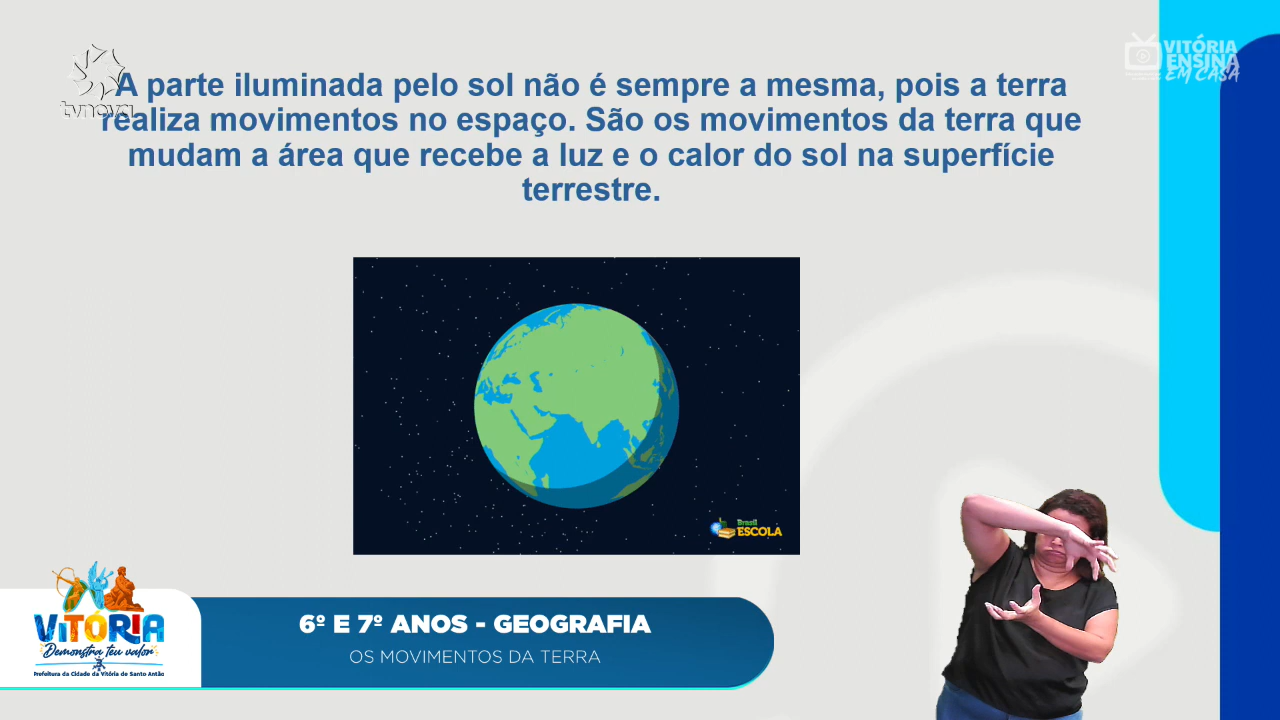 A parte iluminada pelo sol não é sempre a mesma, pois a terra
realiza movimentos no espaço. São os movimentos da terra que
mudam a área que recebe a luz e o calor do sol na superfície
terrestre.
tvnova
VITÓRIA
ENSINA
EM CASA
Brasil
ESCOLA
VITÓRIA
Demonstra teu valor
Prefeitura da Cidade da Vitória de Santo Antão
6º E 7º ANOS - GEOGRAFIA
OS MOVIMENTOS DA TERRA